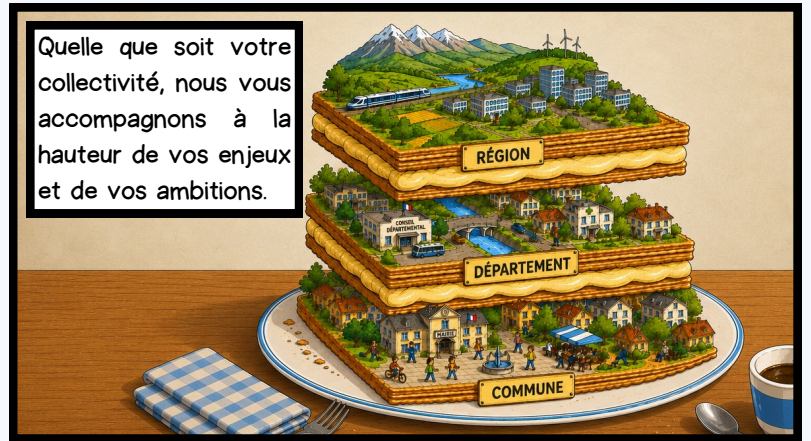 Quelle que soit votre
collectivité, nous vous
accompagnons à la
hauteur de vos enjeux
et de vos ambitions.
RÉGION
CONSEIL
DÉPARTEMENTAL
DÉPARTEMENT
MAIRIE
COMMUNE